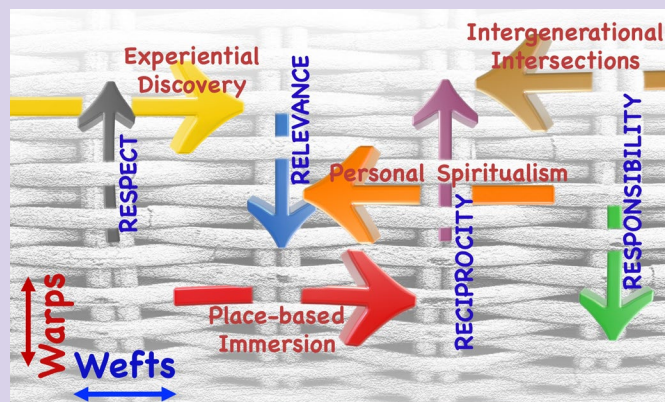 Intergenerational
Intersections
Experiential
Discovery
RELEVANCE
RESPECT
RESPONSIBILITY
Personal Spiritualism
RECIPROCITY
Place-based
Immersion
Warps
Wefts